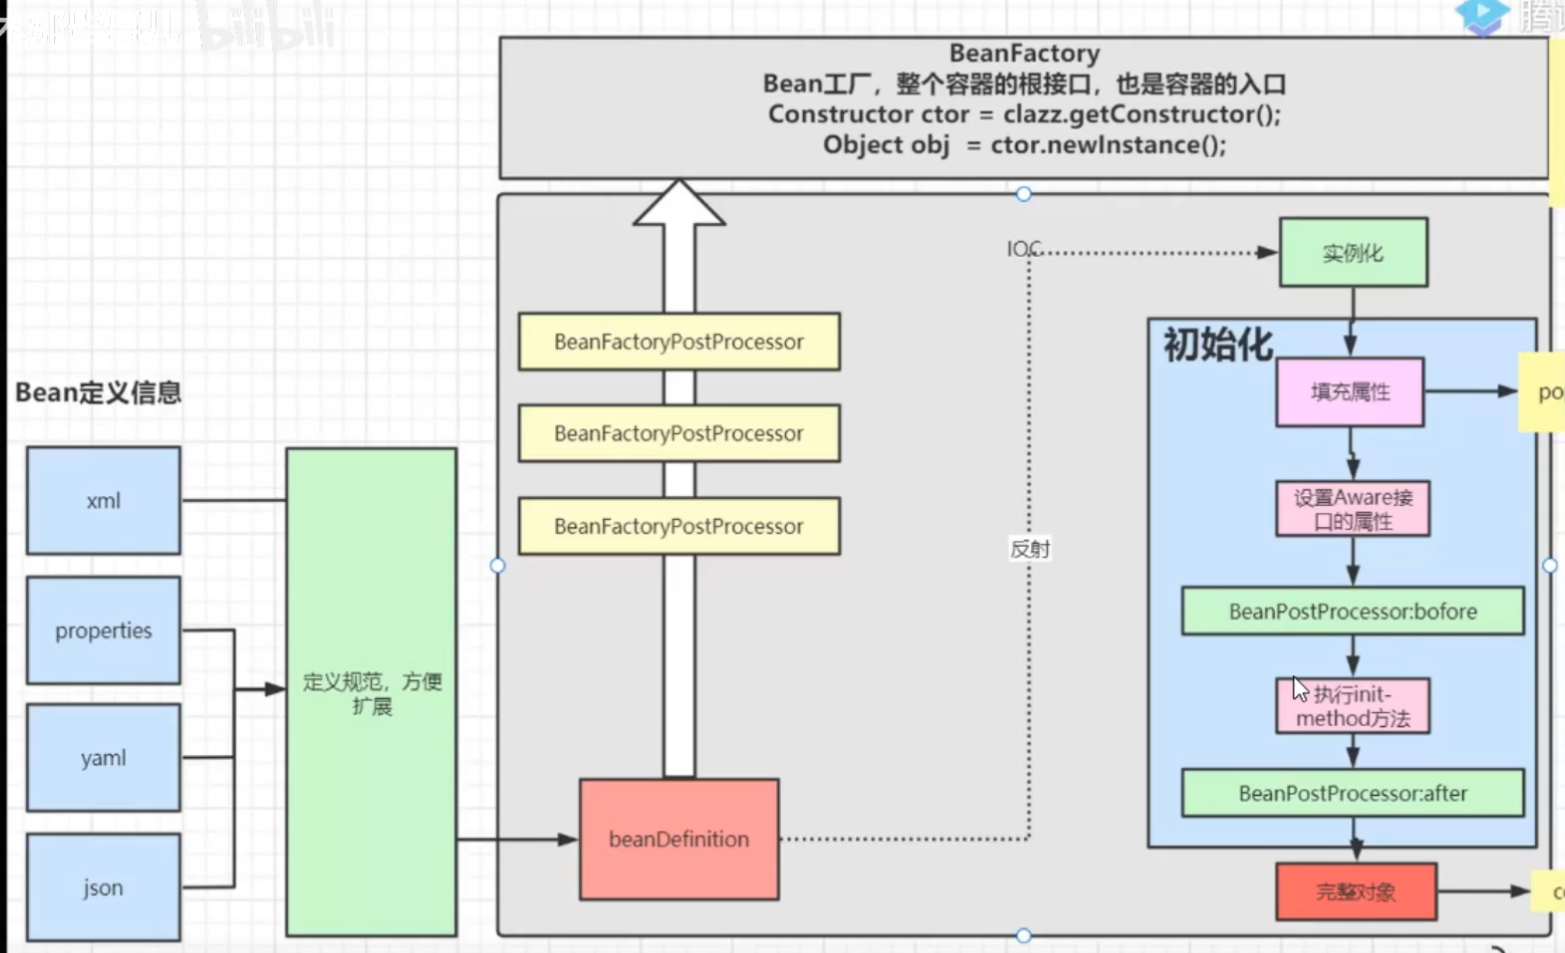 bilibili
BeanFactory
Bean工厂，整个容器的根接口，也是容器的入口
Constructor ctor = clazz.getConstructor();
Object obj = ctor.newInstance();
IOC
实例化
BeanFactoryPostProcessor
初始化
Bean定义信息
填充属性
po
BeanFactoryPostProcessor
xml
设置Aware接
口的属性
BeanFactoryPostProcessor
反射
properties
BeanPostProcessor:bofore
定义规范，方便
扩展
执行init-
method方法
yaml
BeanPostProcessor:after
beanDefinition
json
完整对象